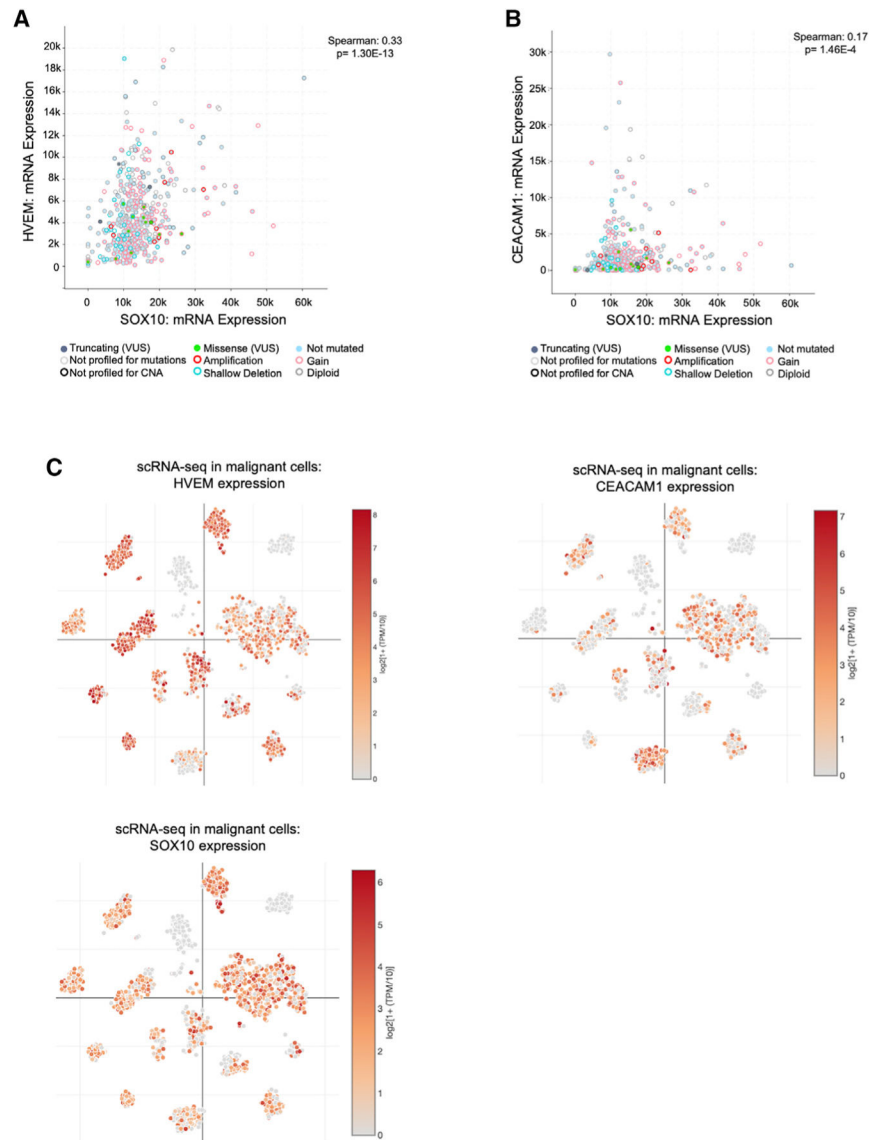 A
Spearman: 0.33
p= 1.30E-13
HVEM: mRNA Expression
20k
18k
16k
14k
12k
10k
8k
6k
4k
2k
0
0
10k
20k
30k
40k
50k
60k
SOX10: mRNA Expression
Truncating (VUS)
Missense (VUS)
Not mutated
Not profiled for mutations
Amplification
Gain
Not profiled for CNA
Shallow Deletion
Diploid
B
Spearman: 0.17
p= 1.46E-4
CEACAM1: mRNA Expression
30k
25k
20k
15k
10k
5k
0
0
10k
20k
30k
40k
50k
60k
SOX10: mRNA Expression
Truncating (VUS)
Missense (VUS)
Not mutated
Not profiled for mutations
Amplification
Gain
Not profiled for CNA
Shallow Deletion
Diploid
C
scRNA-seq in malignant cells:
HVEM expression
8
7
6
5
4
3
2
1
0
log2[1+ (TPM/10)]
scRNA-seq in malignant cells:
CEACAM1 expression
7
6
5
4
3
2
1
0
log2[1+ (TPM/10)]
scRNA-seq in malignant cells:
SOX10 expression
6
5
4
3
2
1
0
log2[1+ (TPM/10)]